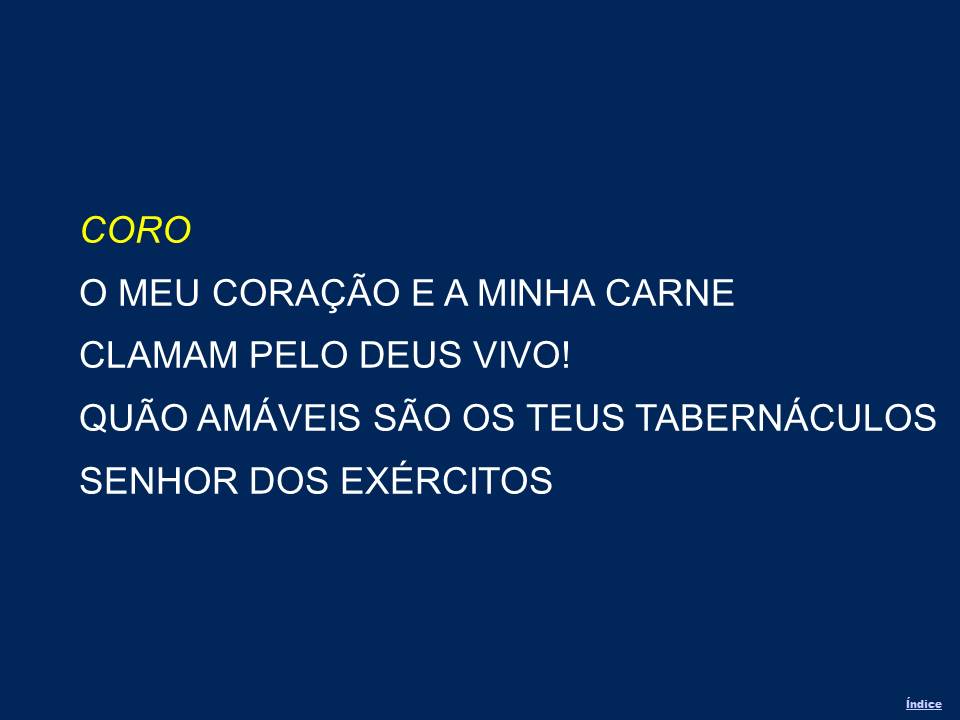 CORO
O MEU CORAÇÃO E A MINHA CARNE
CLAMAM PELO DEUS VIVO!
QUÃO AMÁVEIS SÃO OS TEUS TABERNÁCULOS
SENHOR DOS EXÉRCITOS
Índice